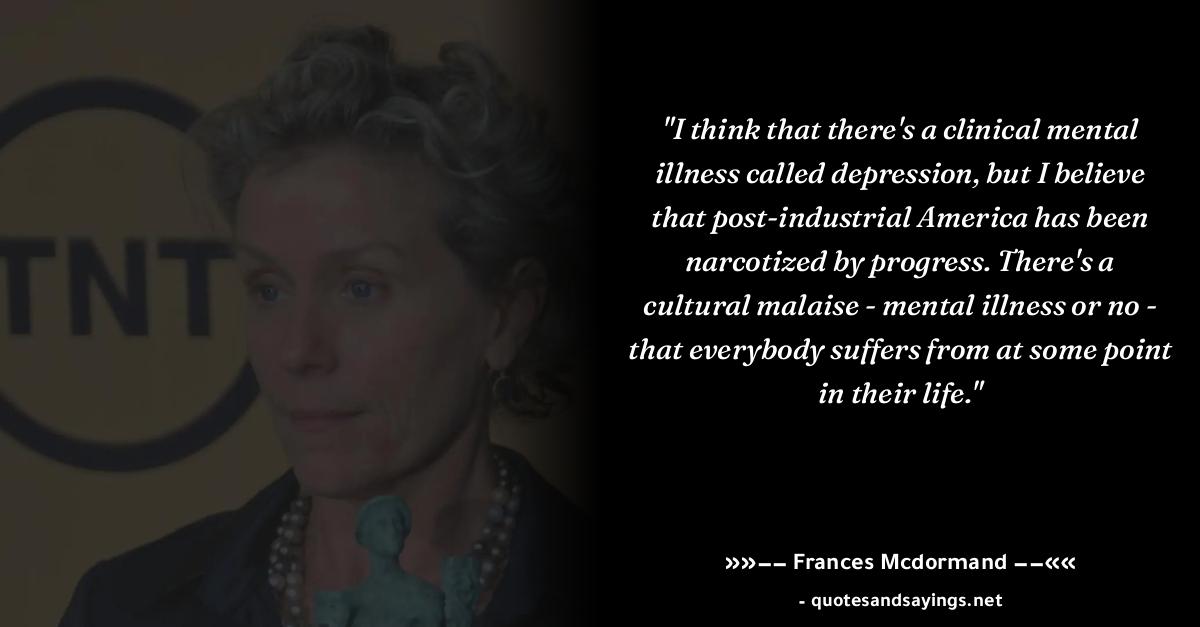 TNT
"I think that there's a clinical mental
illness called depression, but I believe
that post-industrial America has been
narcotized by progress. There's a
cultural malaise - mental illness or no -
that everybody suffers from at some point
in their life."
»»−− Frances Mcdormand −−««
- quotesandsayings.net